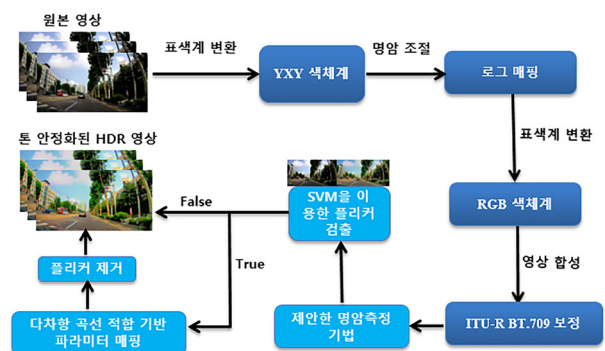 원본 영상
표색계 변환
YXY 색체계
명암 조절
로그 매핑
표색계 변환
RGB 색체계
영상 합성
ITU-R BT.709 보정
제안한 명암측정
기법
SVM을 이
용한 플리커
검출
False
True
톤 안정화된 HDR 영상
플리커 제거
다차항 곡선 적합 기반
파라미터 매핑